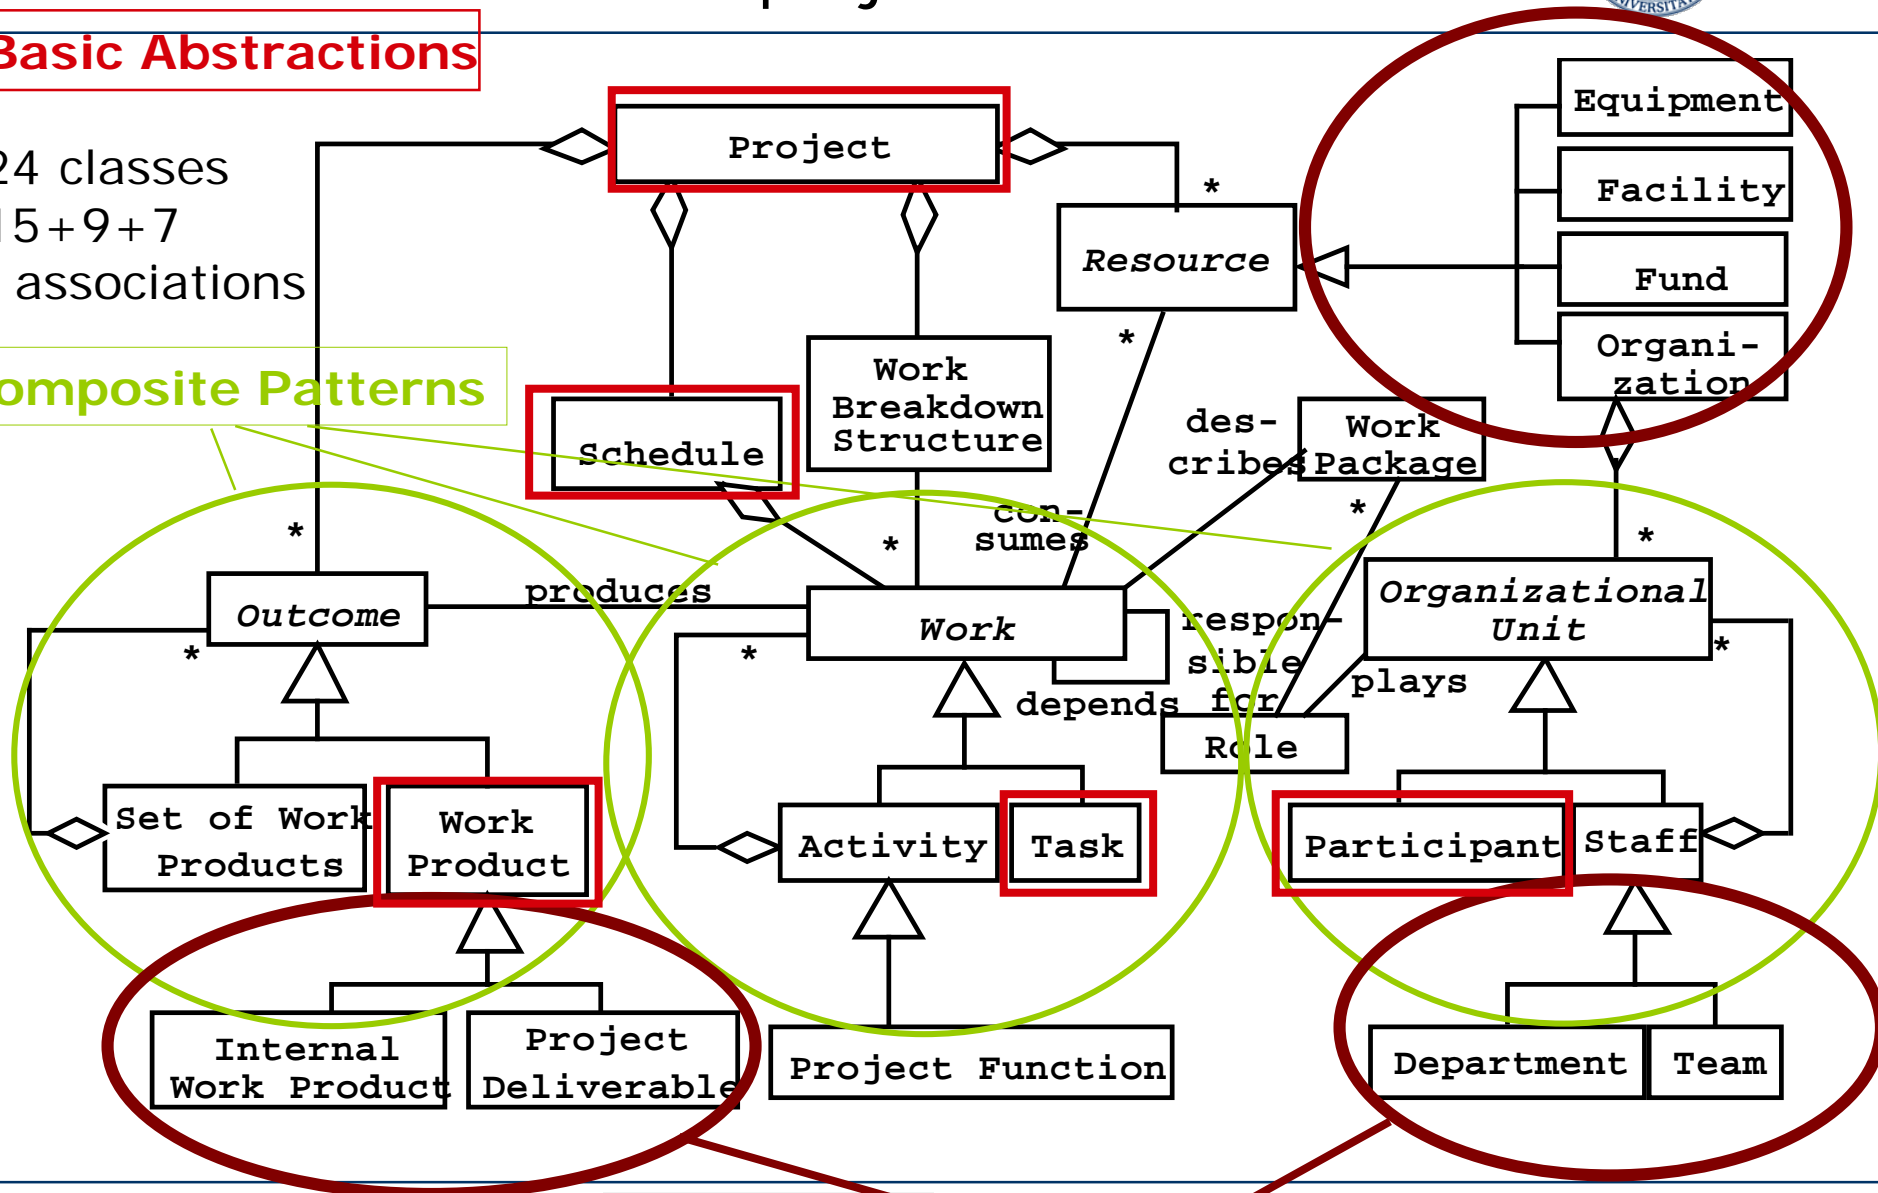 Basic Abstractions
24 classes
15+9+7
associations
omposite Patterns
Project
*
Resource
Equipment
Facility
Fund
Organi-
zation
Work
Breakdown
Structure
Schedule
*
des-
cribes
Work
Package
*
con-
sumes
*
*
*
Outcome
*
produces
Work
*
depends
respon-
sible
for
plays
Role
Organizational
Unit
*
Set of Work
Products
Work
Product
Activity
Task
Participant
Staff
Internal
Work Product
Project
Deliverable
Project Function
Department
Team